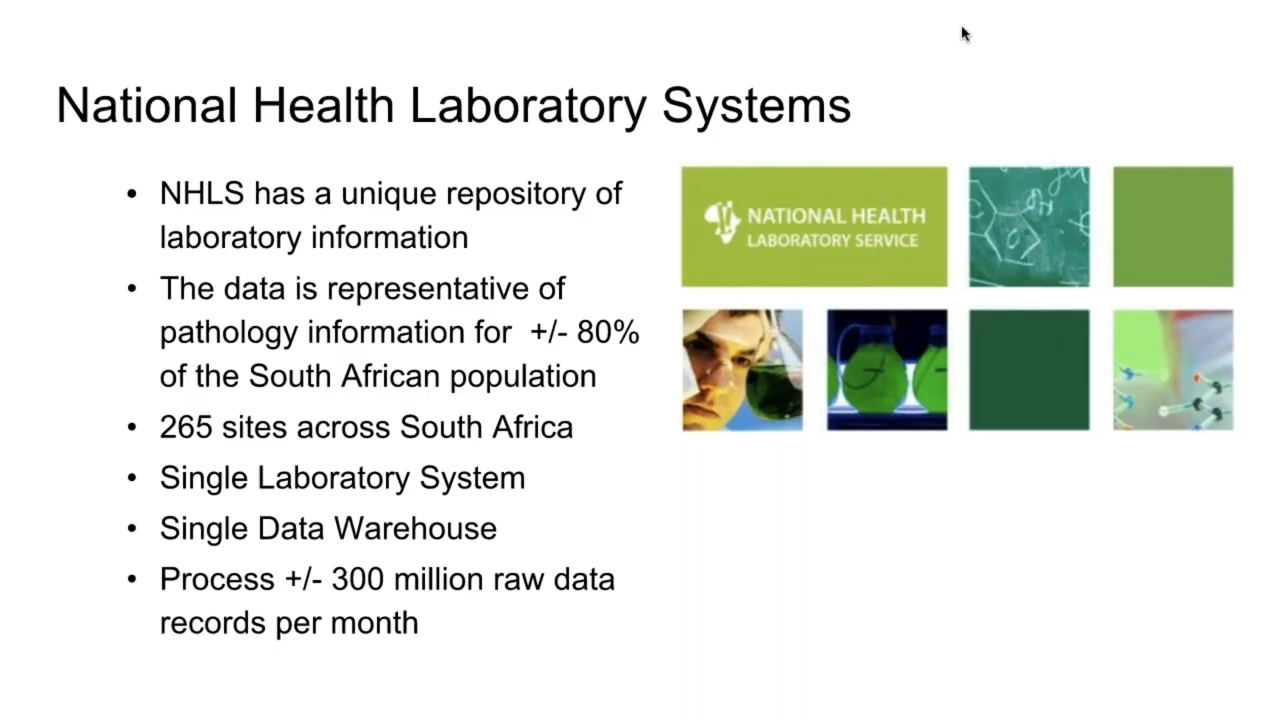 National Health Laboratory Systems
• NHLS has a unique repository of
laboratory information
• The data is representative of
pathology information for +/- 80%
of the South African population
• 265 sites across South Africa
• Single Laboratory System
• Single Data Warehouse
• Process +/- 300 million raw data
records per month
NATIONAL HEALTH
LABORATORY SERVICE